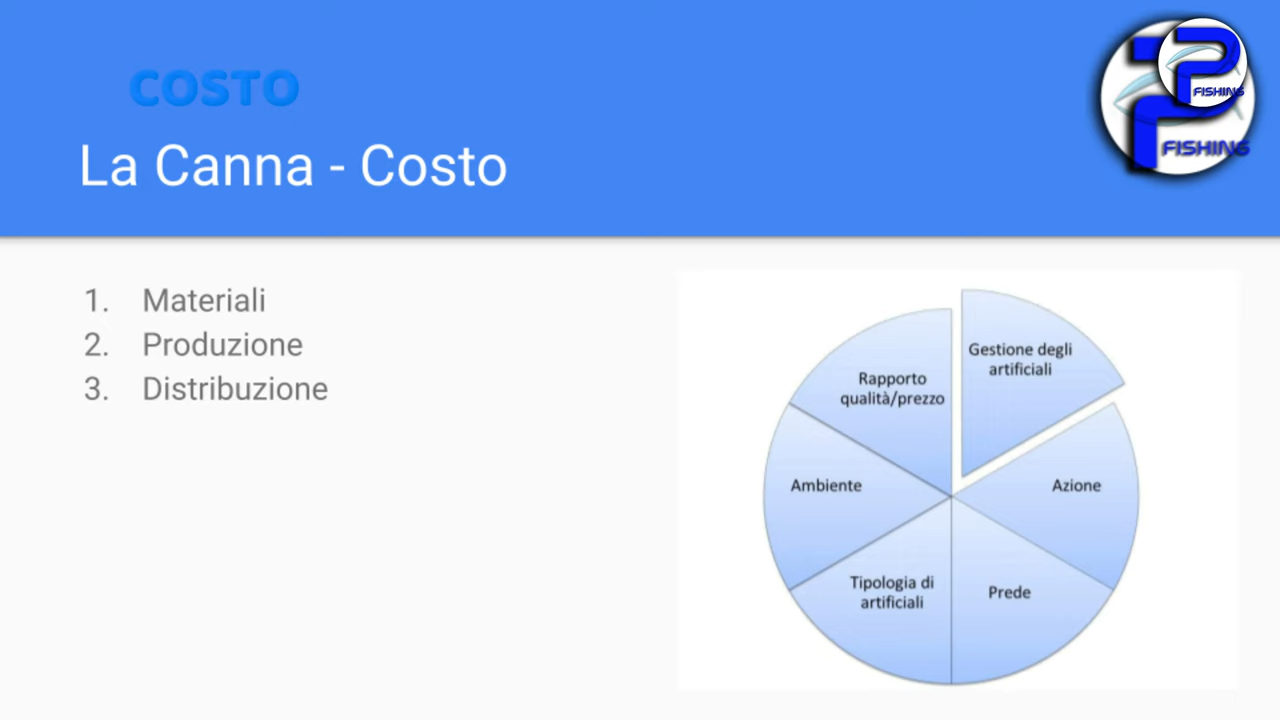 COSTO
La Canna - Costo
FISHING
FISHING
1. Materiali
2. Produzione
3. Distribuzione
Gestione degli
artificiali
Rapporto
qualità/prezzo
Ambiente
Azione
Tipologia di
artificiali
Prede